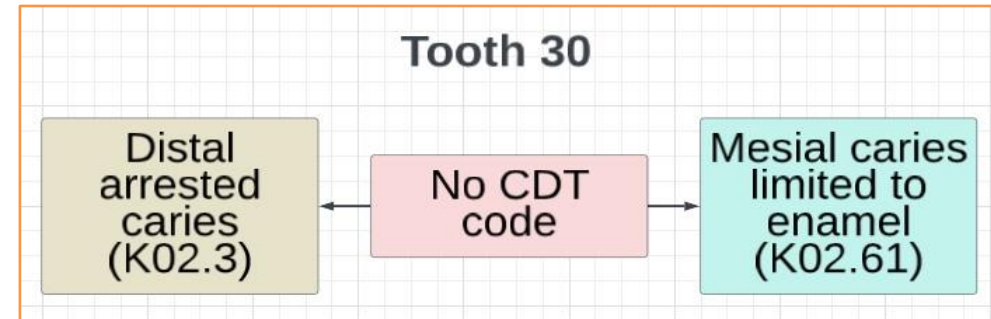 Tooth 30
Distal
arrested
caries
(K02.3)
No CDT
code
Mesial caries
limited to
enamel
(K02.61)